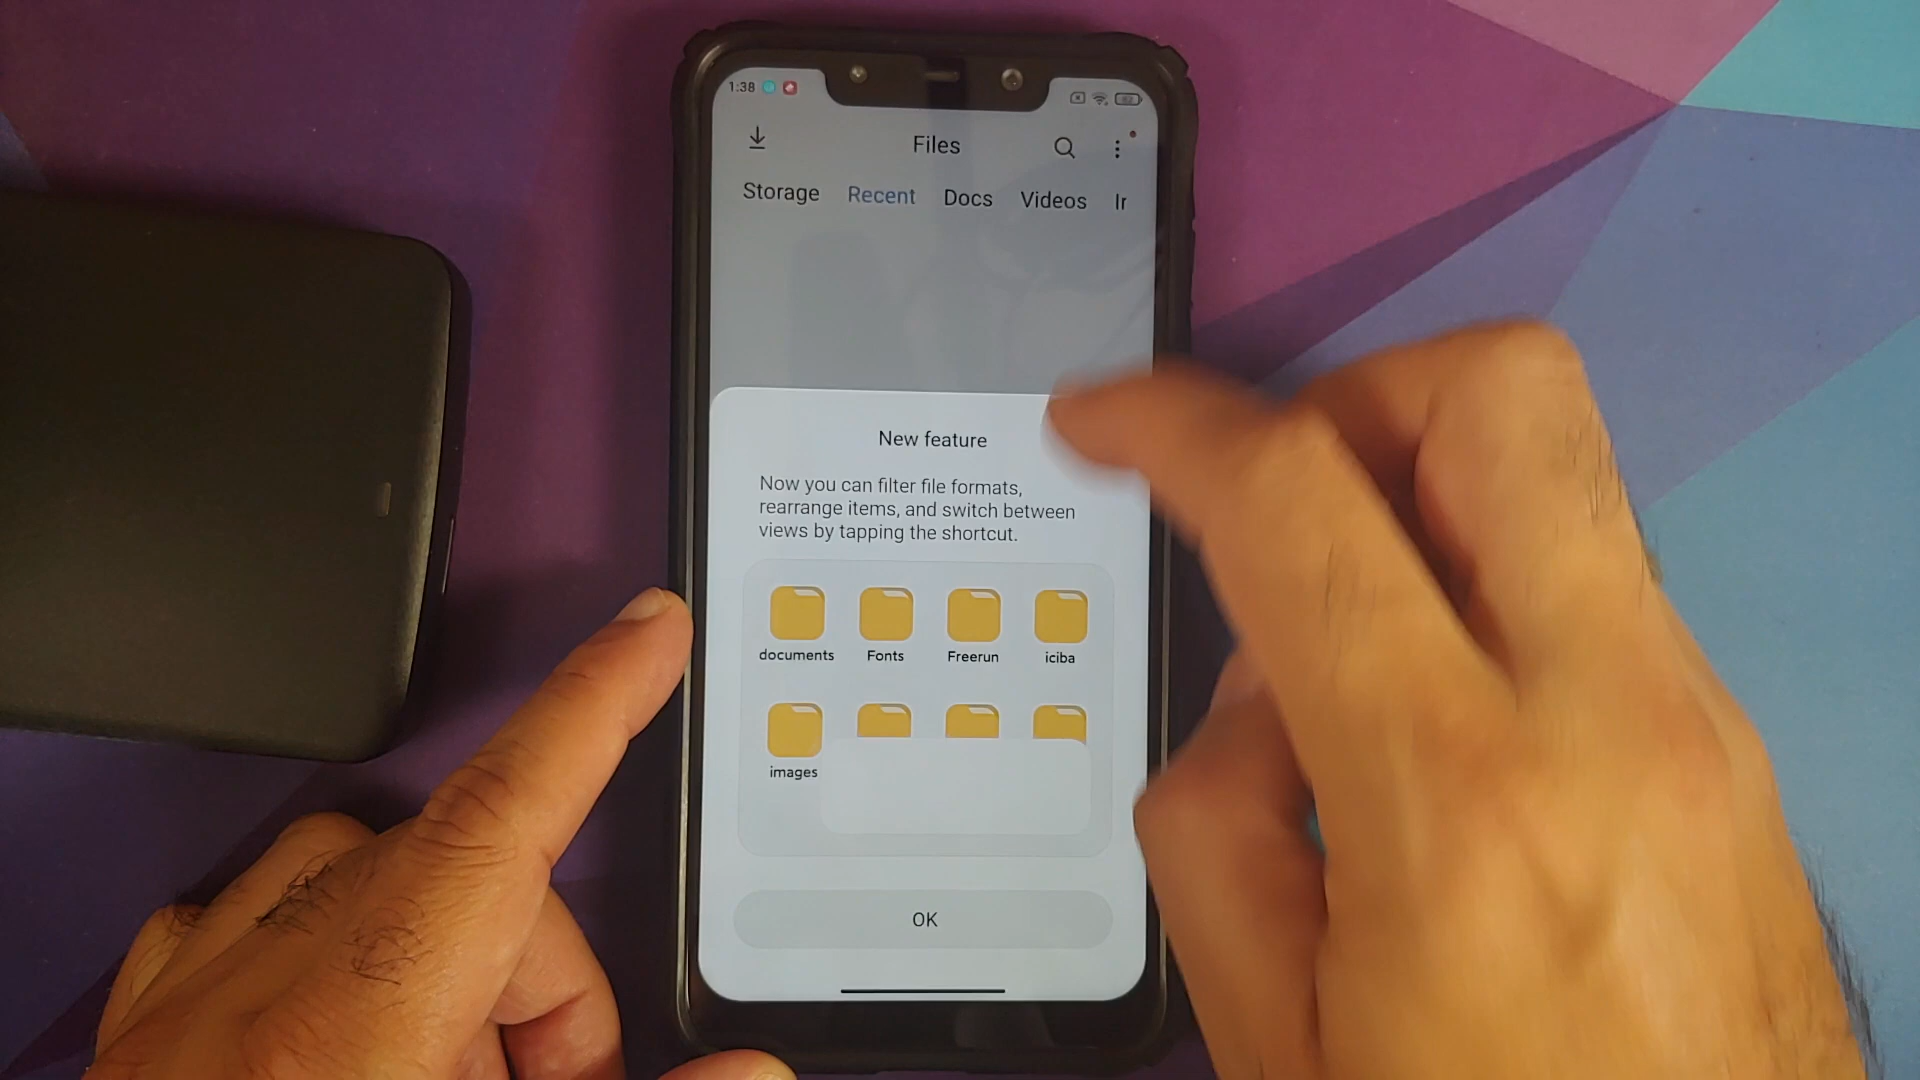 1:38
Files
Storage Recent Docs Videos
New feature
Now you can filter file formats,
rearrange items, and switch between
views by tapping the shortcut.
documents Fonts Freerun iciba
images
OK